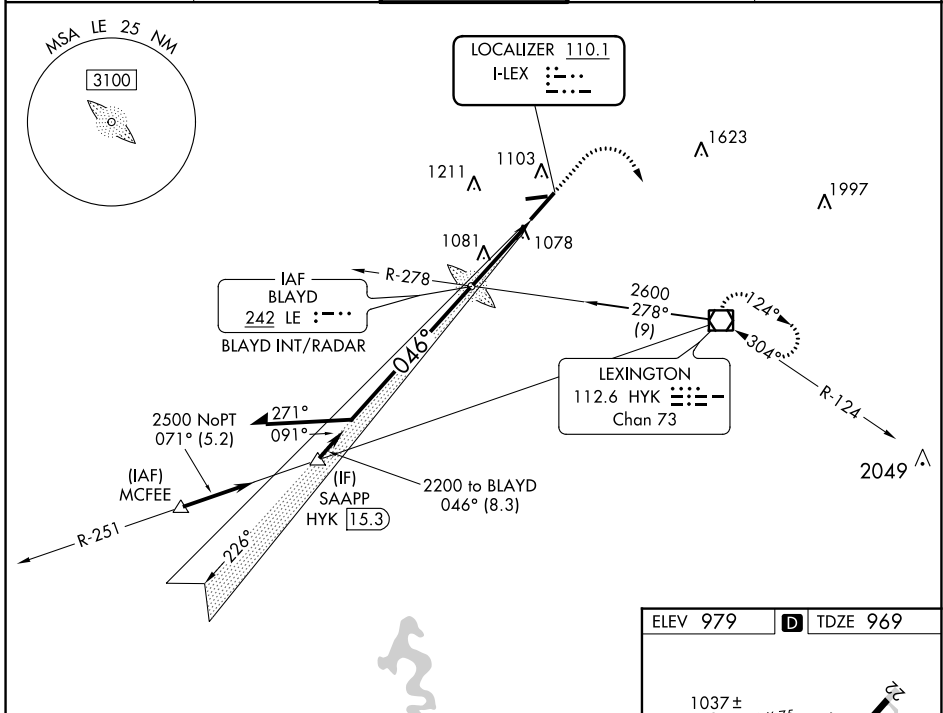 MSA LE 25 NM
3100
LOCALIZER 110.1
I-LEX
1623
1103
1211
1997
1081
1078
R-278
IAF
BLAYD
242 LE
BLAYD INT/RADAR
2600
278°
(9)
124°
304°
046°
LEXINGTON
112.6 HYK
Chan 73
R-124
271°
091°
2500 NoPT
071° (5.2)
(IAF)
MCFEE
(IF)
SAAPP
HYK 15.3
2200 to BLAYD
046° (8.3)
2049
R-251
226°
ELEV 979
D
TDZE 969
22
1037 ±